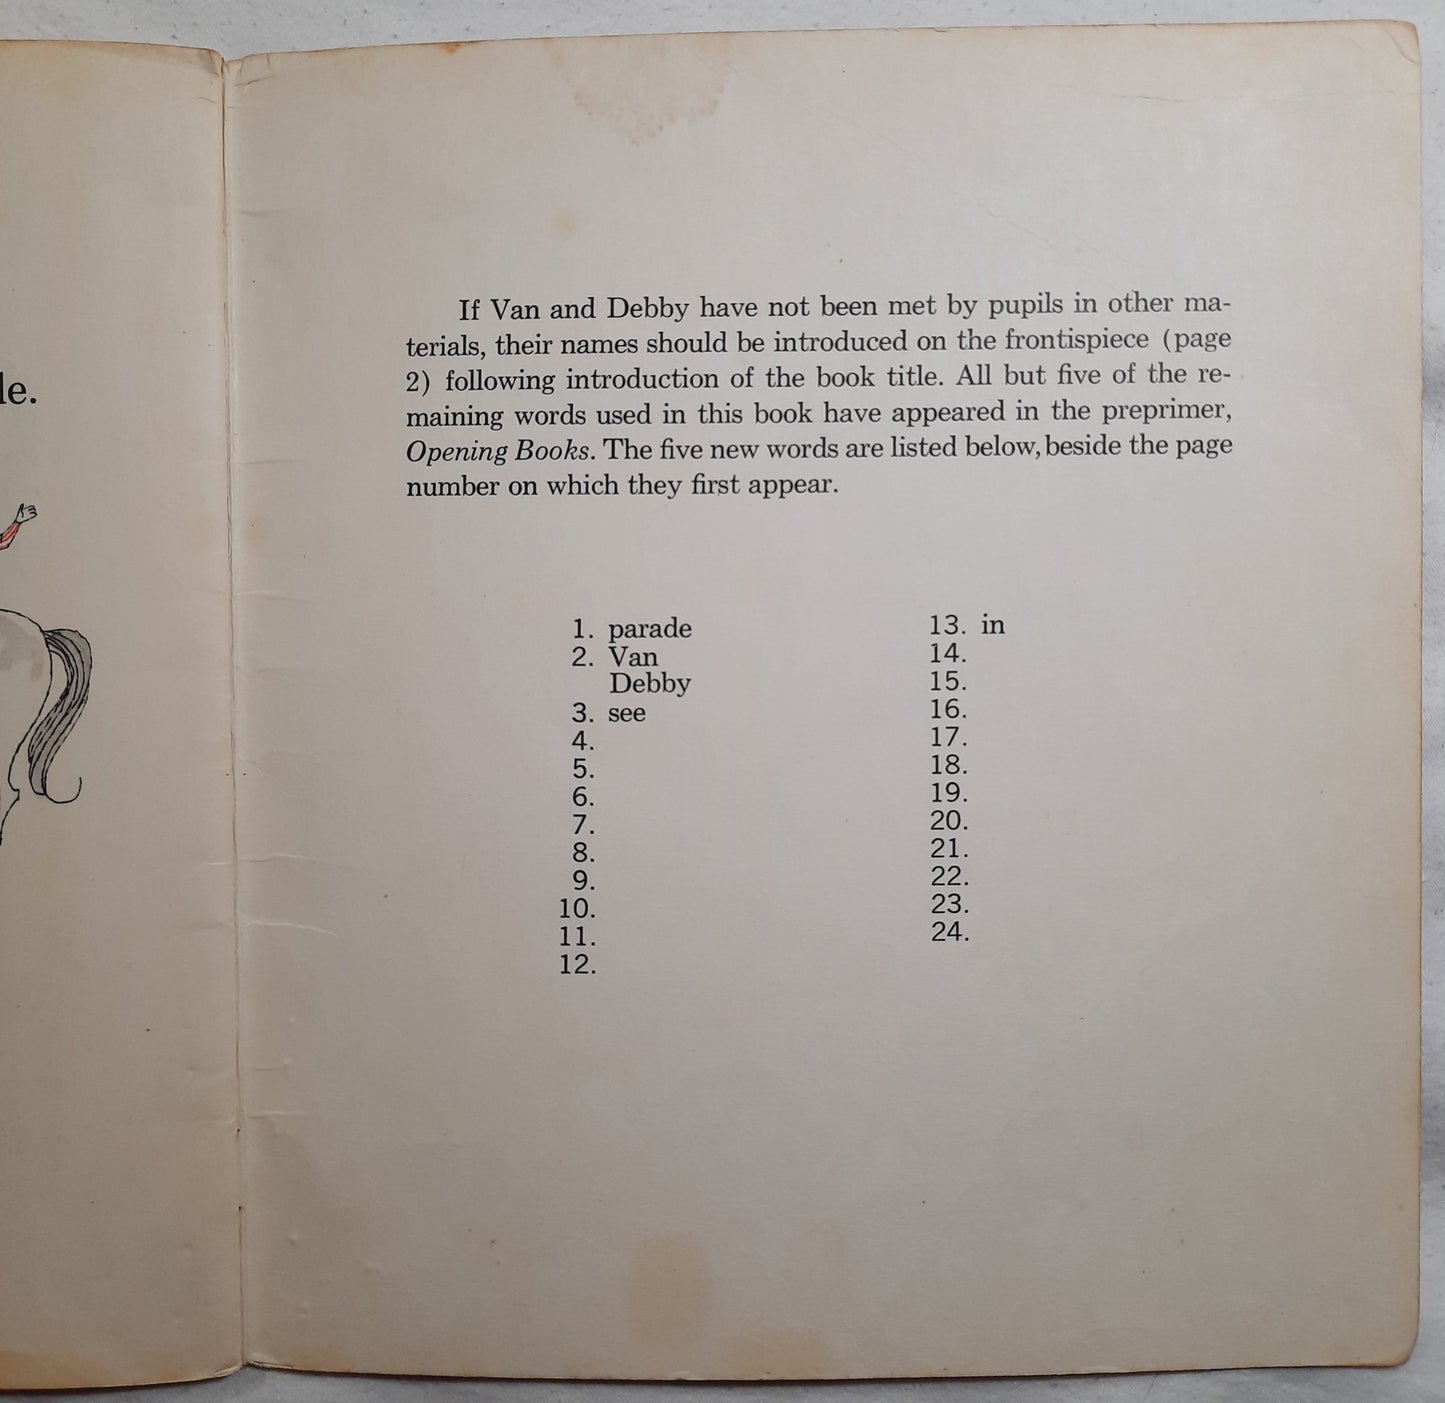 le.
If Van and Debby have not been met by pupils in other ma-
terials, their names should be introduced on the frontispiece (page
2) following introduction of the book title. All but five of the re-
maining words used in this book have appeared in the preprimer,
Opening Books. The five new words are listed below, beside the page
number on which they first appear.
1. parade
2. Van
Debby
3. see
4.
5.
6.
7.
8.
9.
10.
11.
12.
13. in
14.
15.
16.
17.
18.
19.
20.
21.
22.
23.
24.